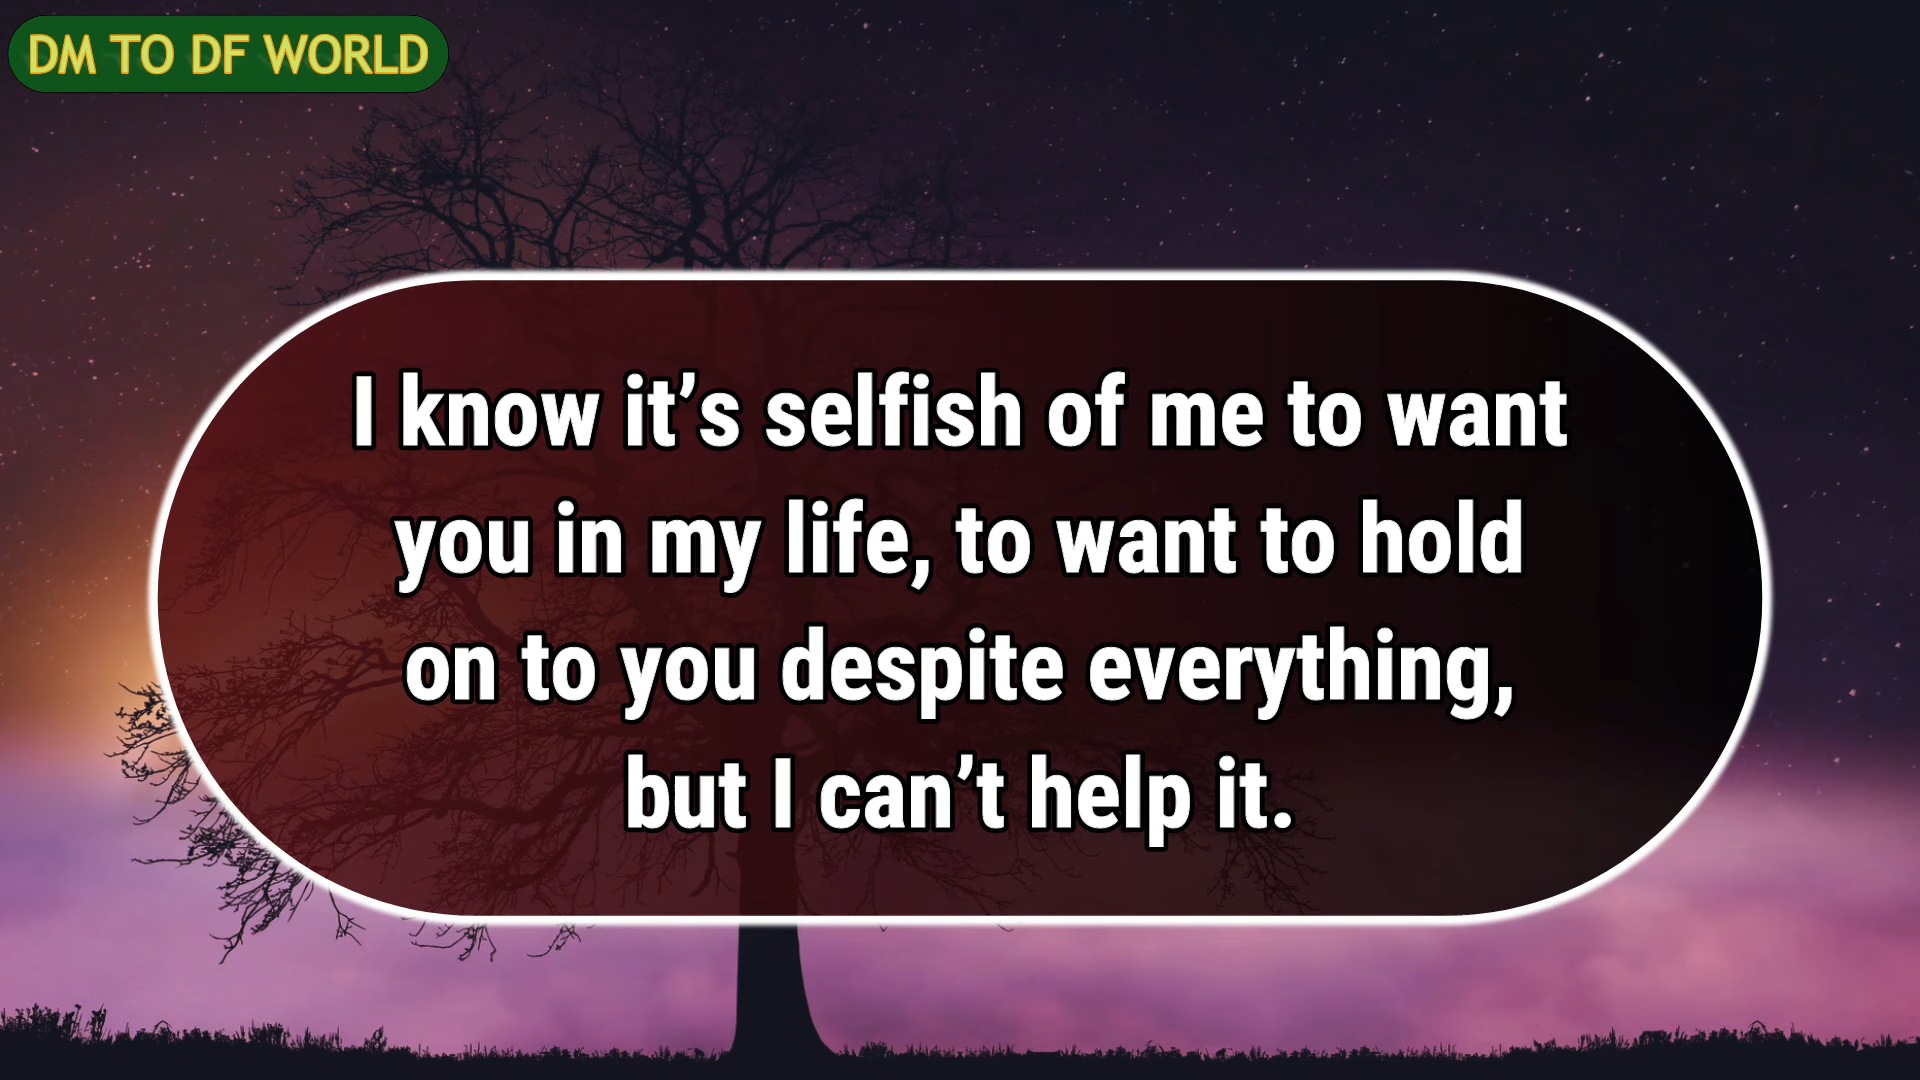 DM TO DF WORLD
I know it’s selfish of me to want
you in my life, to want to hold
on to you despite everything,
but I can’t help it.